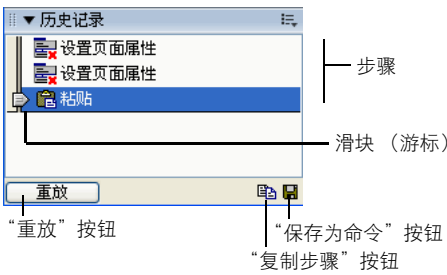 历史记录
设置页面属性
设置页面属性
粘贴
步骤
滑块 （游标）
重放
“重放”按钮
“保存为命令”按钮
“复制步骤”按钮